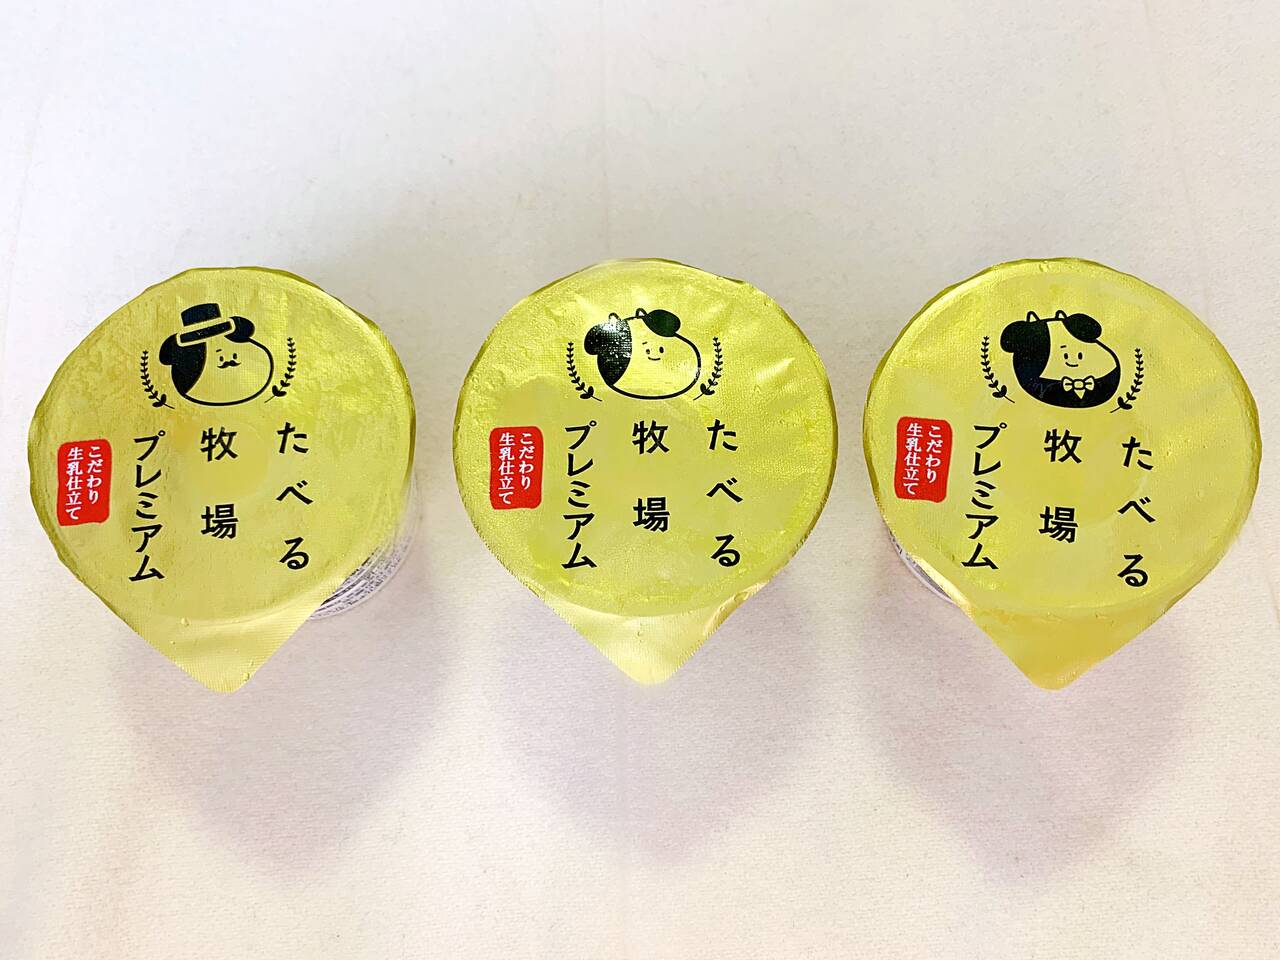 たべる
牧場
プレミアム
こだわり
生乳仕立て
たべる
牧場
プレミアム
こだわり
生乳仕立て
たべる
牧場
プレミアム
こだわり
生乳仕立て